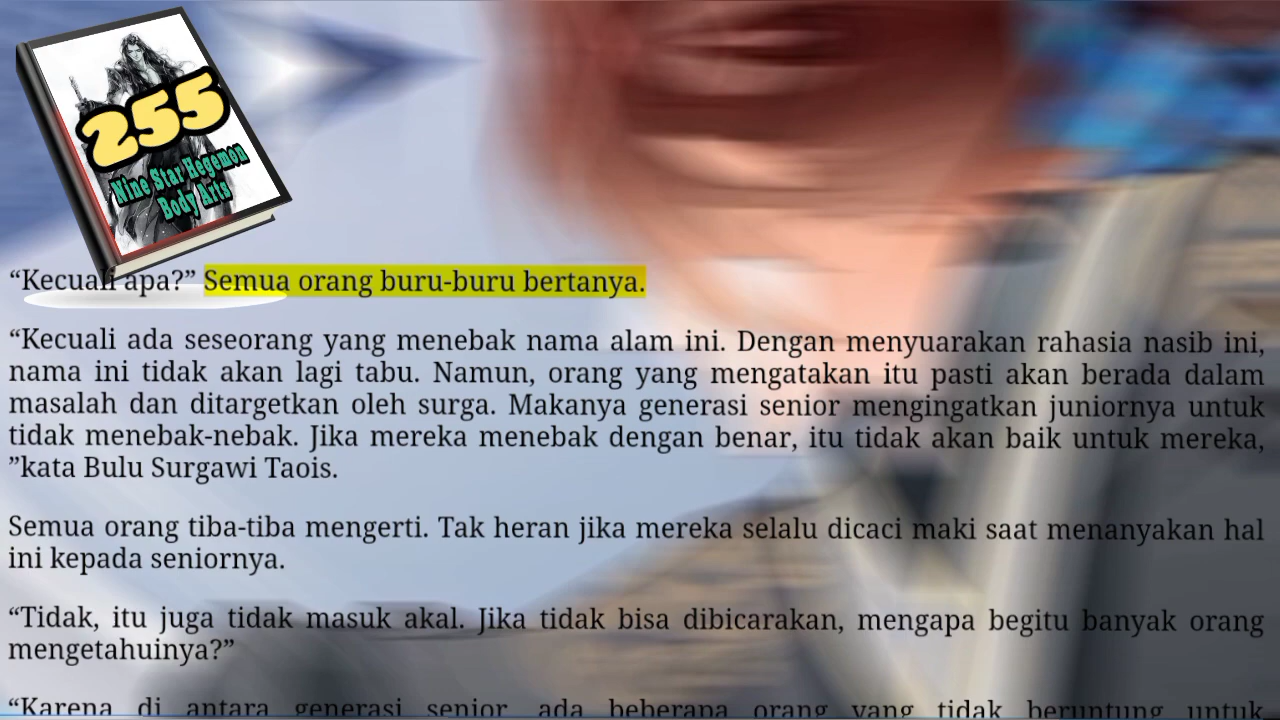 255
Nine Star Hegemon
Body Arts
“Kecuali apa?” Semua orang buru-buru bertanya.
“Kecuali ada seseorang yang menebak nama alam ini. Dengan menyuarakan rahasia nasib ini,
nama ini tidak akan lagi tabu. Namun, orang yang mengatakan itu pasti akan berada dalam
masalah dan ditargetkan oleh surga. Makanya generasi senior mengingatkan juniornya untuk
tidak menebak-nebak. Jika mereka menebak dengan benar, itu tidak akan baik untuk mereka,
”kata Bulu Surgawi Taois.
Semua orang tiba-tiba mengerti. Tak heran jika mereka selalu dicaci maki saat menanyakan hal
ini kepada seniornya.
“Tidak, itu juga tidak masuk akal. Jika tidak bisa dibicarakan, mengapa begitu banyak orang
mengetahuinya?”
“Karena di antara generasi senior ada beberapa orang yang tidak beruntung untuk